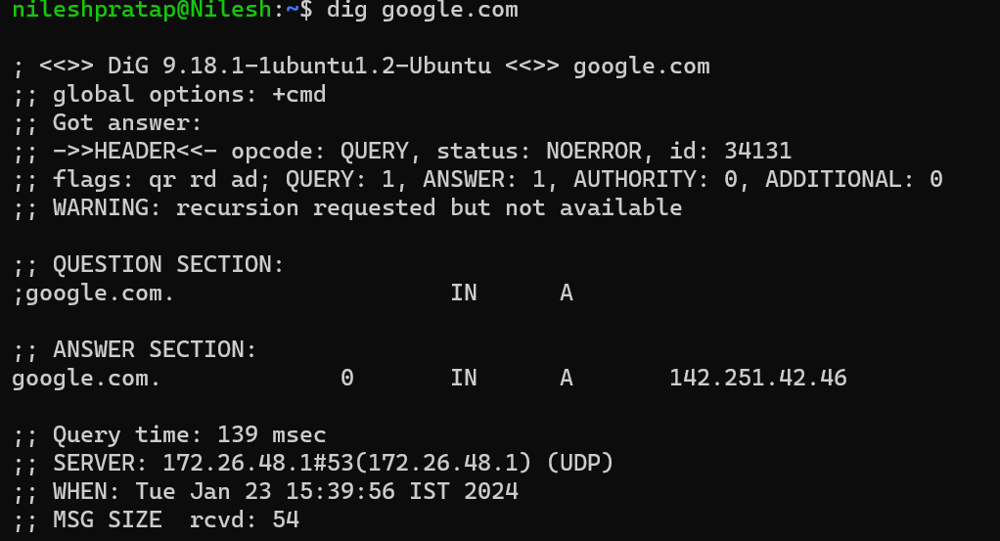 nileshpratap@Nilesh:~$ dig google.com
; <<>> DiG 9.18.1-1ubuntu1.2-Ubuntu <<>> google.com
;; global options: +cmd
;; Got answer:
;; ->>HEADER<<- opcode: QUERY, status: NOERROR, id: 34131
;; flags: qr rd ad; QUERY: 1, ANSWER: 1, AUTHORITY: 0, ADDITIONAL: 0
;; WARNING: recursion requested but not available
;; QUESTION SECTION:
;google.com. IN A
;; ANSWER SECTION:
google.com. 0 IN A 142.251.42.46
;; Query time: 139 msec
;; SERVER: 172.26.48.1#53(172.26.48.1) (UDP)
;; WHEN: Tue Jan 23 15:39:56 IST 2024
;; MSG SIZE  rcvd: 54